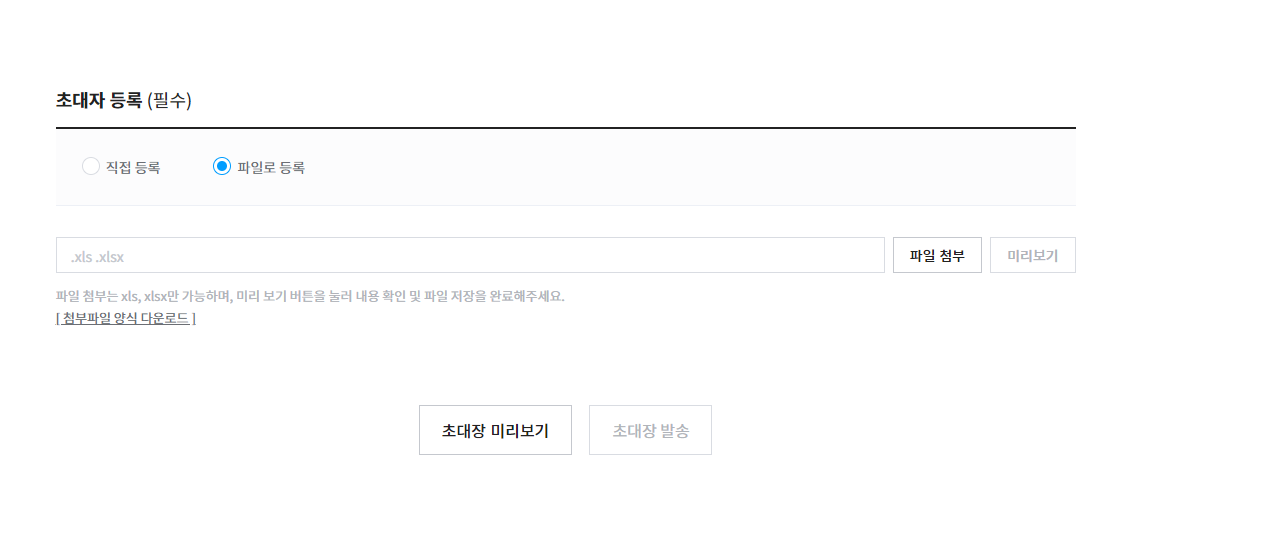 초대자 등록 (필수)
직접 등록 파일로 등록
.xls .xlsx 파일 첨부 미리보기
파일 첨부는 xls, xlsx만 가능하며, 미리 보기 버튼을 눌러 내용 확인 및 파일 저장을 완료해주세요.
[ 첨부파일 양식 다운로드 ]
초대장 미리보기 초대장 발송